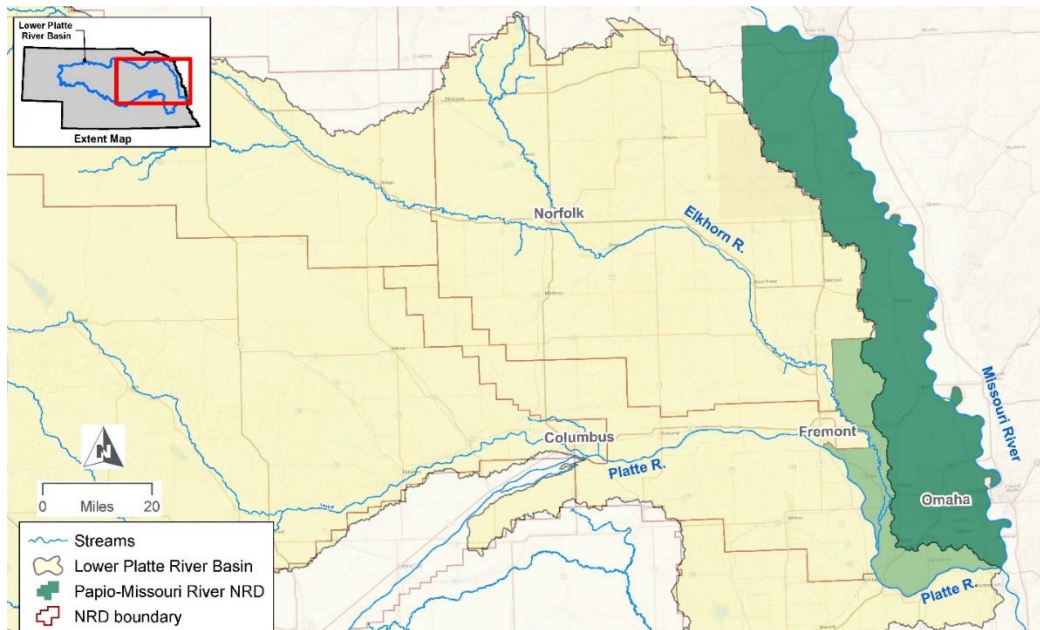 Lower Platte
River Basin
Extent Map
Norfolk
Elkhorn R.
Missouri River
Columbus
Fremont
Platte R.
Omaha
Platte R.
N
0
20
Miles
Streams
Lower Platte River Basin
Papio-Missouri River NRD
NRD boundary